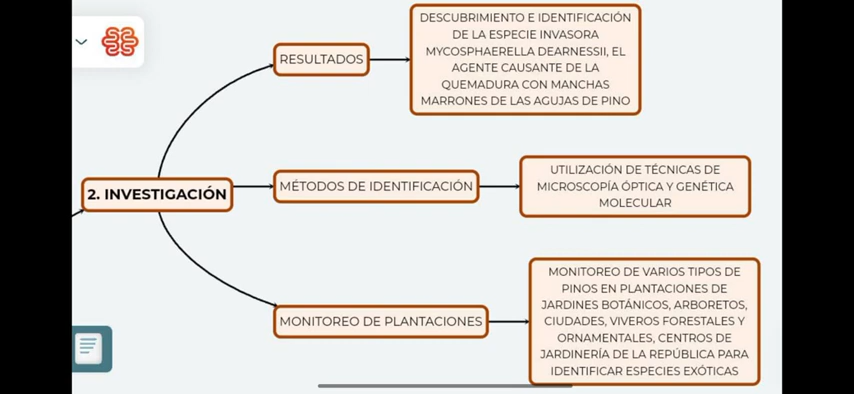 RESULTADOS
DESCUBRIMIENTO E IDENTIFICACIÓN
DE LA ESPECIE INVASORA
MYCOSPHAERELLA DEARNESSII, EL
AGENTE CAUSANTE DE LA
QUEMADURA CON MANCHAS
MARRONES DE LAS AGUJAS DE PINO
2. INVESTIGACIÓN
MÉTODOS DE IDENTIFICACIÓN
UTILIZACIÓN DE TÉCNICAS DE
MICROSCOPÍA ÓPTICA Y GENÉTICA
MOLECULAR
MONITOREO DE PLANTACIONES
MONITOREO DE VARIOS TIPOS DE
PINOS EN PLANTACIONES DE
JARDINES BOTÁNICOS, ARBORETOS,
CIUDADES, VIVEROS FORESTALES Y
ORNAMENTALES, CENTROS DE
JARDINERÍA DE LA REPÚBLICA PARA
IDENTIFICAR ESPECIES EXÓTICAS